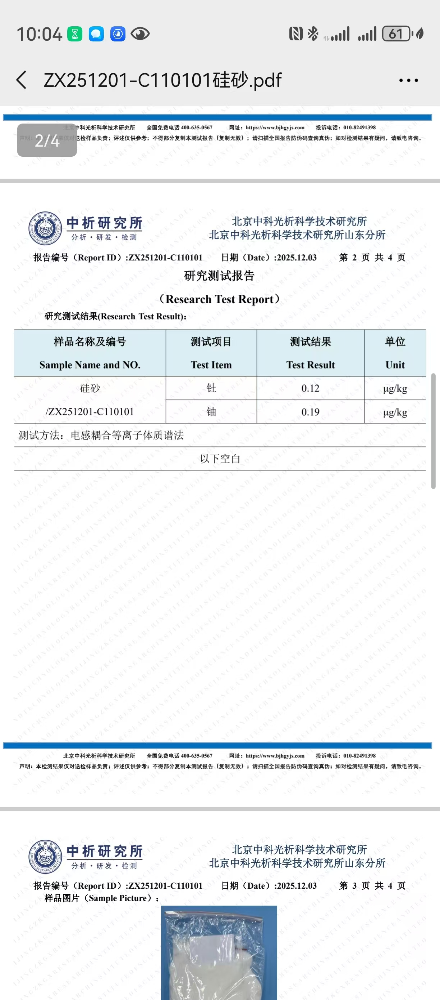 10:04
61
ZX251201-C110101硅砂.pdf
北京中科光析科学技术研究所 全国免费电话 400-635-0567 网址：https://www.bjhgyjs.com 投诉电话：010-82491398
2/4
送检样品负责；评述仅供参考；不得部分复制本测试报告（复制无效）；请扫描全国报告防伪码查询真伪；如对检测结果有疑问，请致电咨询。
中析研究所
分析·研发·检测
北京中科光析科学技术研究所
北京中科光析科学技术研究所山东分所
报告编号（Report ID）:ZX251201-C110101 日期（Date）:2025.12.03 第 2 页 共 4 页
研究测试报告
（Research Test Report）
研究测试结果(Research Test Result)：
样品名称及编号 测试项目 测试结果 单位
Sample Name and NO. Test Item Test Result Unit
硅砂 钍 0.12 μg/kg
/ZX251201-C110101 铀 0.19 μg/kg
测试方法：电感耦合等离子体质谱法
以下空白
北京中科光析科学技术研究所 全国免费电话 400-635-0567 网址：https://www.bjhgyjs.com 投诉电话：010-82491398
声明：本检测结果仅对送检样品负责；评述仅供参考；不得部分复制本测试报告（复制无效）；请扫描全国报告防伪码查询真伪；如对检测结果有疑问，请致电咨询。
中析研究所
分析·研发·检测
北京中科光析科学技术研究所
北京中科光析科学技术研究所山东分所
报告编号（Report ID）:ZX251201-C110101 日期（Date）:2025.12.03 第 3 页 共 4 页
样品图片（Sample Picture）：